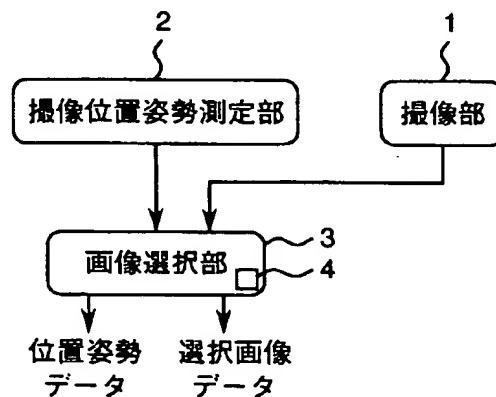 2
1
撮像位置姿勢測定部
撮像部
画像選択部
3
4
位置姿勢
データ
選択画像
データ